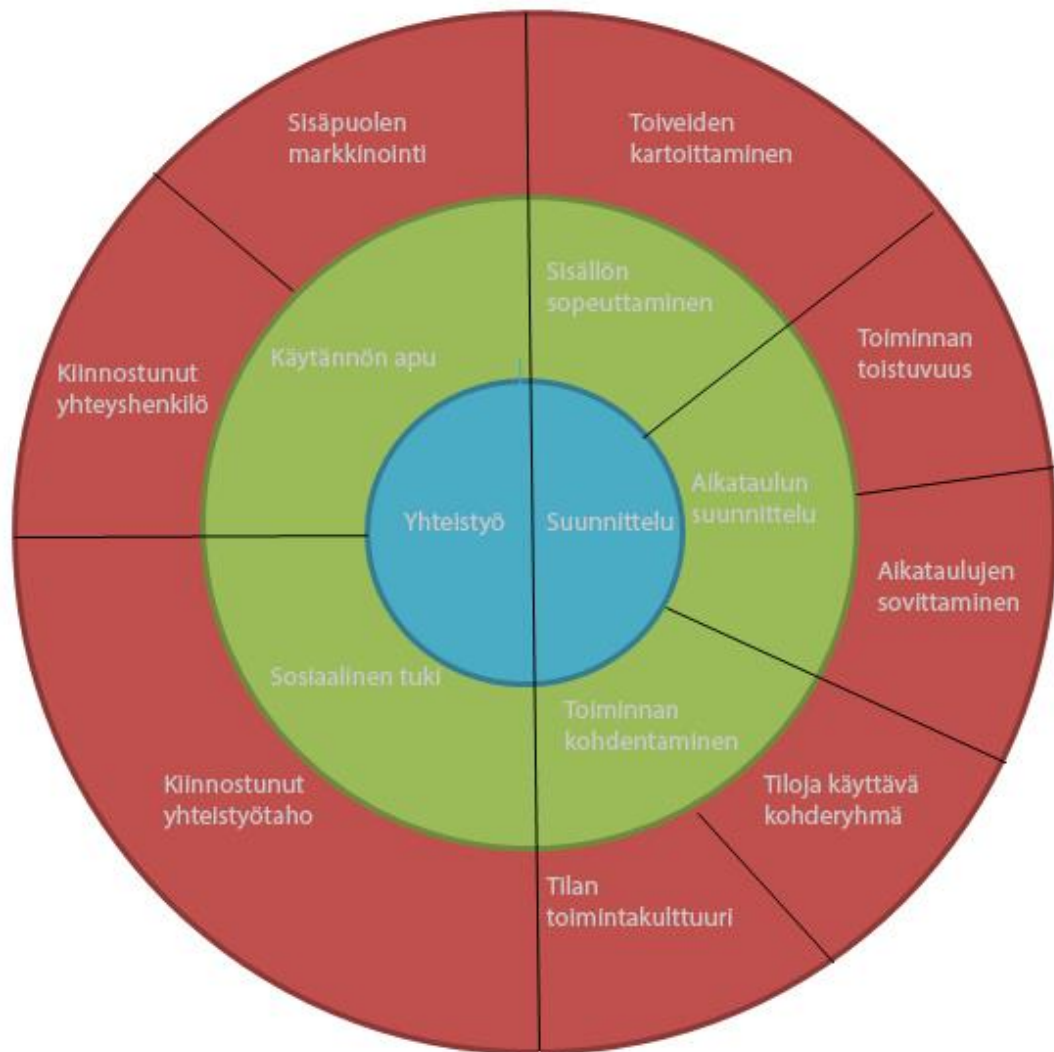 Sisäpuolen
markkinointi
Toiveiden
kartoittaminen
Sisällön
sopeuttaminen
Käytännön apu
Kiinnostunut
yhteyshenkilö
Toiminnan
toistuvuus
Aikataulun
suunnittelu
Yhteistyö
Suunnittelu
Aikataulujen
sovittaminen
Sosiaalinen tuki
Toiminnan
kohdentaminen
Kiinnostunut
yhteistyötaho
Tiloja käyttävä
kohderyhmä
Tilan
toimintakulttuuri